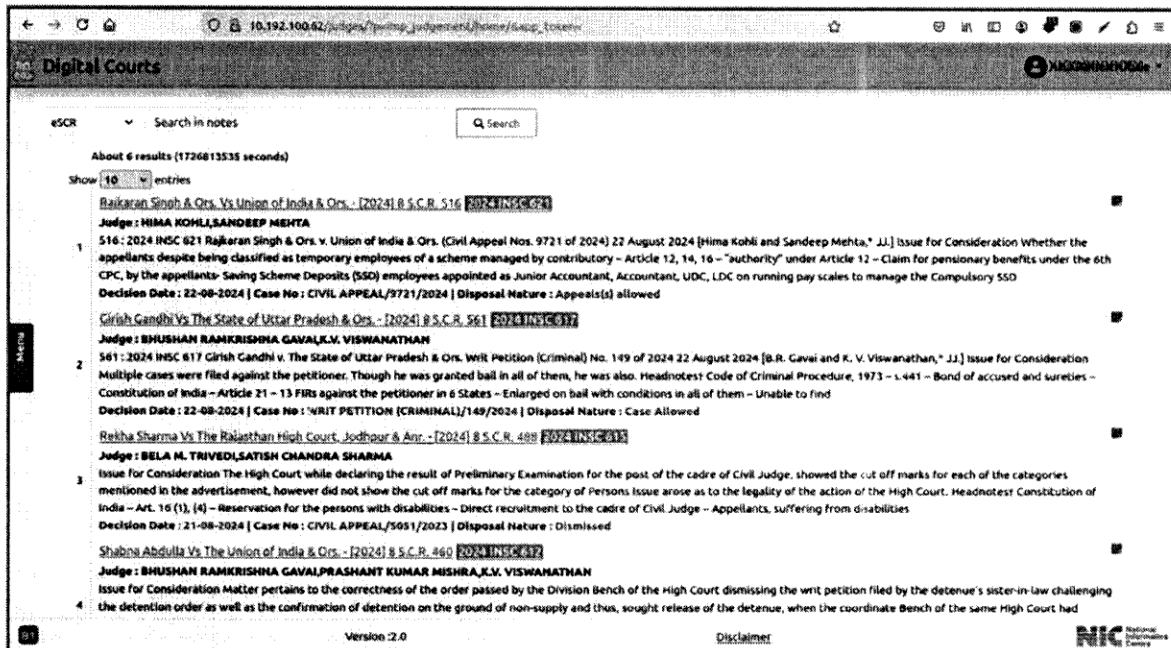 10.192.100.62/judges/?p=imp_judgement/home/&app_token=
Digital Courts
eSCR Search in notes Search
About 6 results (1726813535 seconds)
Show 10 entries
Rajkaran Singh & Ors. Vs Union of India & Ors. - [2024] 8 S.C.R. 516 2024 INSC 621
Judge : HIMA KOHLI,SANDEEP MEHTA
516 : 2024 INSC 621 Rajkaran Singh & Ors. v. Union of India & Ors. (Civil Appeal Nos. 9721 of 2024) 22 August 2024 [Hima Kohli and Sandeep Mehta,* JJ.] Issue for Consideration Whether the
1 appellants despite being classified as temporary employees of a scheme managed by contributory – Article 12, 14, 16 – "authority" under Article 12 – Claim for pensionary benefits under the 6th
CPC, by the appellants- Saving Scheme Deposits (SSD) employees appointed as Junior Accountant, Accountant, UDC, LDC on running pay scales to manage the Compulsory SSD
Decision Date : 22-08-2024 | Case No : CIVIL APPEAL/9721/2024 | Disposal Nature : Appeals(s) allowed
Girish Gandhi Vs The State of Uttar Pradesh & Ors. - [2024] 8 S.C.R. 561 2024 INSC 617
Judge : BHUSHAN RAMKRISHNA GAVAI,K.V. VISWANATHAN
561 : 2024 INSC 617 Girish Gandhi v. The State of Uttar Pradesh & Ors. Writ Petition (Criminal) No. 149 of 2024 22 August 2024 [B.R. Gavai and K. V. Viswanathan,* JJ.] Issue for Consideration
2 Multiple cases were filed against the petitioner. Though he was granted bail in all of them, he was also. Headnotes† Code of Criminal Procedure, 1973 – s.441 – Bond of accused and sureties –
Constitution of India – Article 21 – 13 FIRs against the petitioner in 6 States – Enlarged on bail with conditions in all of them – Unable to find
Decision Date : 22-08-2024 | Case No : WRIT PETITION (CRIMINAL)/149/2024 | Disposal Nature : Case Allowed
Rekha Sharma Vs The Rajasthan High Court, Jodhpur & Anr. - [2024] 8 S.C.R. 488 2024 INSC 615
Judge : BELA M. TRIVEDI,SATISH CHANDRA SHARMA
Issue for Consideration The High Court while declaring the result of Preliminary Examination for the post of the cadre of Civil Judge, showed the cut off marks for each of the categories
3 mentioned in the advertisement, however did not show the cut off marks for the category of Persons Issue arose as to the legality of the action of the High Court. Headnotes† Constitution of
India – Art. 16 (1), (4) – Reservation for the persons with disabilities – Direct recruitment to the cadre of Civil Judge – Appellants, suffering from disabilities
Decision Date : 21-08-2024 | Case No : CIVIL APPEAL/5051/2023 | Disposal Nature : Dismissed
Shabna Abdulla Vs The Union of India & Ors. - [2024] 8 S.C.R. 460 2024 INSC 612
Judge : BHUSHAN RAMKRISHNA GAVAI,PRASHANT KUMAR MISHRA,K.V. VISWANATHAN
Issue for Consideration Matter pertains to the correctness of the order passed by the Division Bench of the High Court dismissing the writ petition filed by the detenue's sister-in-law challenging
4 the detention order as well as the confirmation of detention on the ground of non-supply and thus, sought release of the detenue, when the coordinate Bench of the same High Court had
Menu
Version :2.0 Disclaimer NIC National Informatics Centre